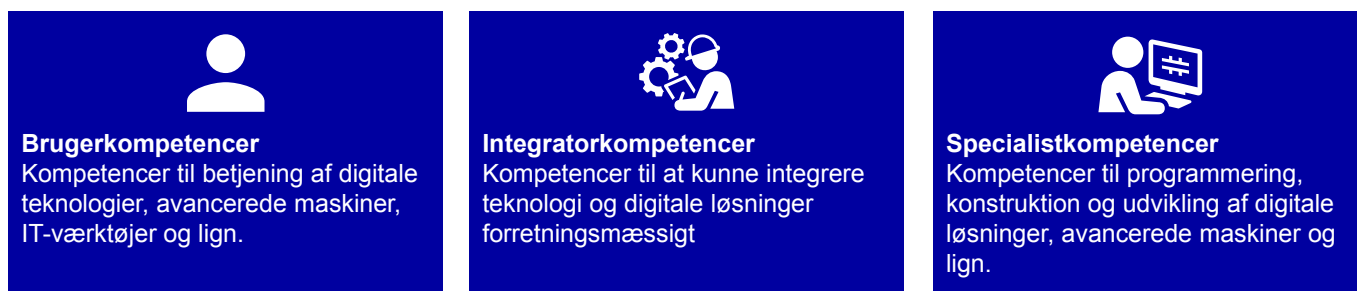 Brugerkompetencer
Kompetencer til betjening af digitale
teknologier, avancerede maskiner,
IT-værktøjer og lign.
Integratorkompetencer
Kompetencer til at kunne integrere
teknologi og digitale løsninger
forretningsmæssigt
Specialistkompetencer
Kompetencer til programmering,
konstruktion og udvikling af digitale
løsninger, avancerede maskiner og
lign.